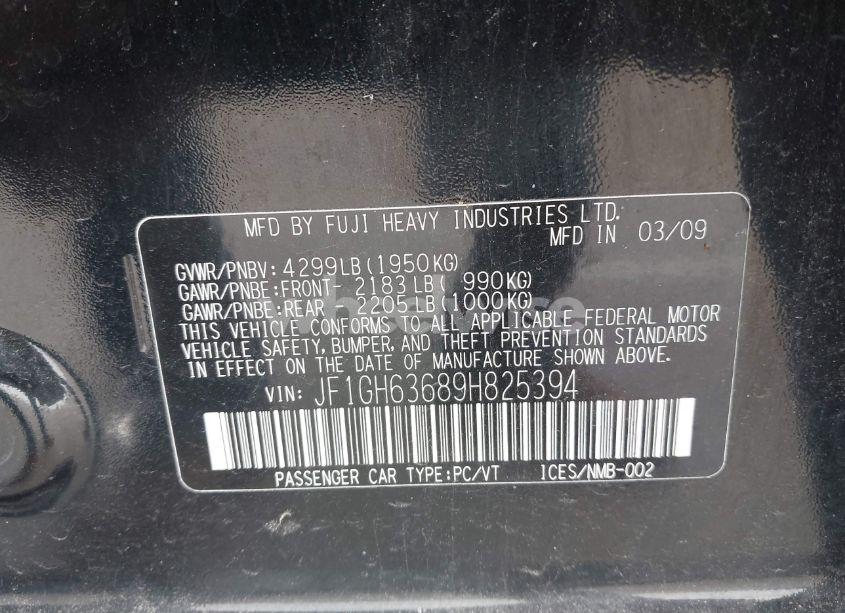 MFD BY FUJI HEAVY INDUSTRIES LTD.
MFD IN 03/09
GVWR/PNBV: 4299LB(1950KG)
GAWR/PNBE:FRONT- 2183LB( 990KG)
GAWR/PNBE:REAR 2205LB(1000KG)
THIS VEHICLE CONFORMS TO ALL APPLICABLE FEDERAL MOTOR
VEHICLE SAFETY, BUMPER, AND THEFT PREVENTION STANDARDS
IN EFFECT ON THE DATE OF MANUFACTURE SHOWN ABOVE.
VIN: JF1GH63689H825394
PASSENGER CAR TYPE:PC/VT ICES/NMB-002